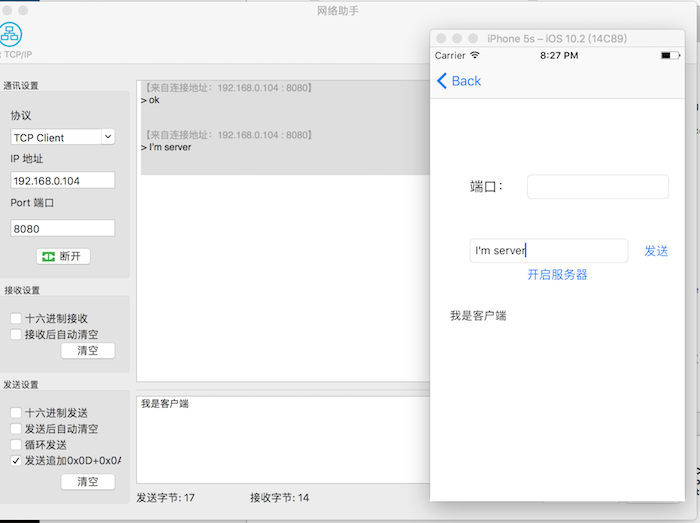 网络助手
TCP/IP
通讯设置
协议
TCP Client
IP 地址
192.168.0.104
Port 端口
8080
断开
接收设置
十六进制接收
接收后自动清空
清空
发送设置
十六进制发送
发送后自动清空
循环发送
发送追加0x0D+0x0A
清空
【来自连接地址：192.168.0.104 : 8080】
> ok
【来自连接地址：192.168.0.104 : 8080】
> I'm server
我是客户端
发送字节: 17
接收字节: 14
iPhone 5s – iOS 10.2 (14C89)
Carrier
8:27 PM
Back
端口：
I'm server
发送
开启服务器
我是客户端